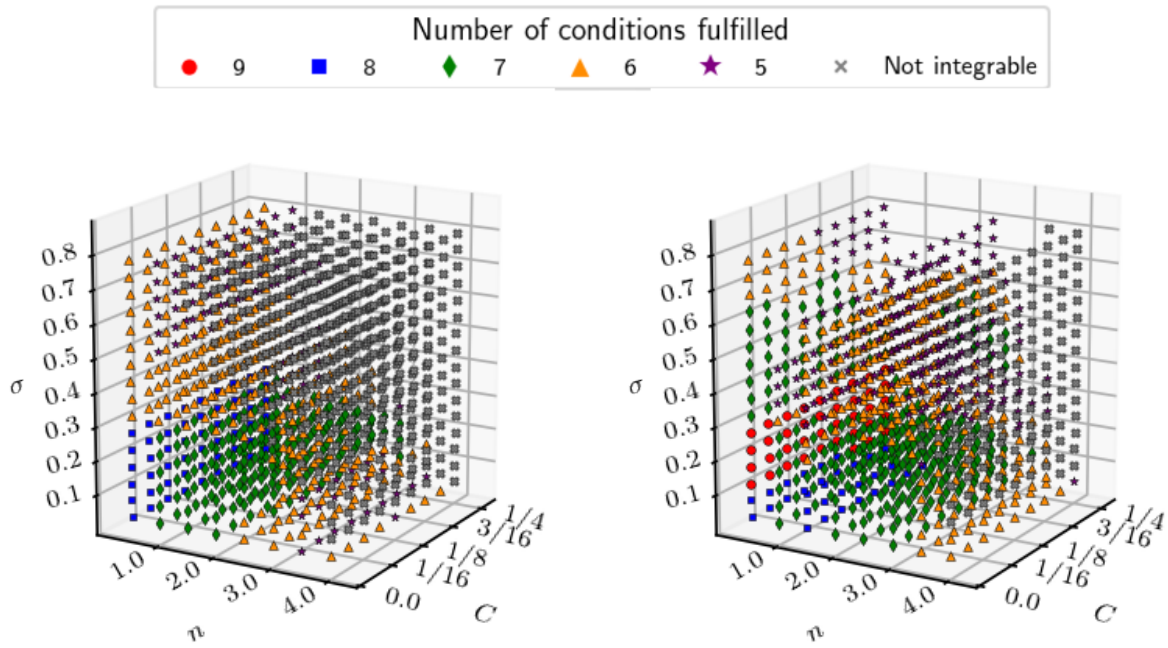 Number of conditions fulfilled
9 8 7 6 5 Not integrable
0.8 0.8
0.7 0.7
0.6 0.6
0.5 0.5
σ 0.4 σ 0.4
0.3 0.3
0.2 0.2
0.1 0.1
1/4 1/4
3/16 3/16
1/8 1/8
1/16 1/16
0.0 0.0
1.0 2.0 3.0 4.0 1.0 2.0 3.0 4.0
n C n C